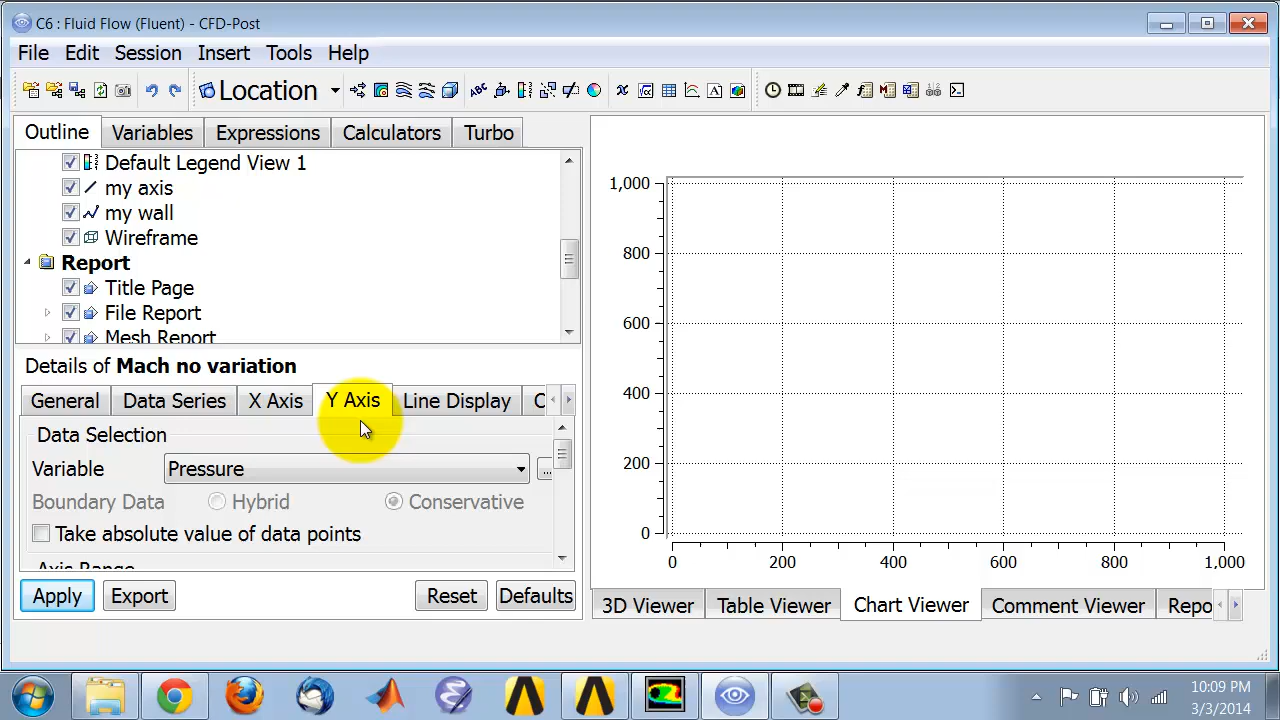 C6 : Fluid Flow (Fluent) - CFD-Post
File Edit Session Insert Tools Help
Location
Outline Variables Expressions Calculators Turbo
Default Legend View 1
my axis
my wall
Wireframe
Report
Title Page
File Report
Mesh Report
Details of Mach no variation
General Data Series X Axis Y Axis Line Display C
Data Selection
Variable Pressure ...
Boundary Data Hybrid Conservative
Take absolute value of data points
Axis Range
Apply Export Reset Defaults
1,000
800
600
400
200
0
0 200 400 600 800 1,000
3D Viewer Table Viewer Chart Viewer Comment Viewer Repo
10:09 PM
3/3/2014